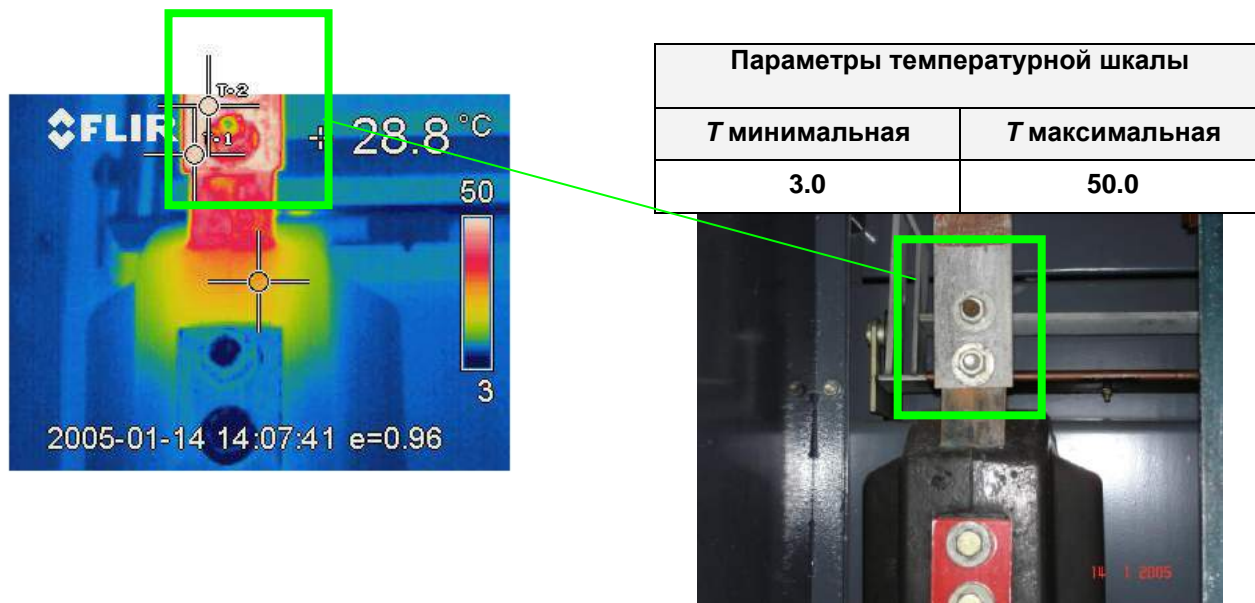 Параметры температурной шкалы
T минимальная T максимальная
3.0 50.0
T-2
FLIR 28.8 °C
T-1
50
3
2005-01-14 14:07:41 e=0.96
14 1 2005